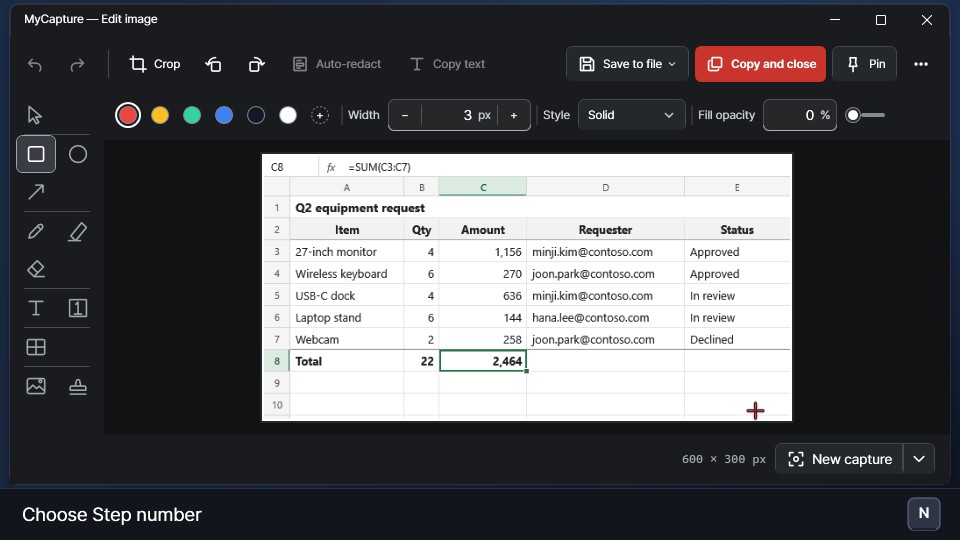 MyCapture — Edit image
Crop
Auto-redact
Copy text
Save to file
Copy and close
Pin
Width
− 3 px +
Style
Solid
Fill opacity
0 %
C8 fx =SUM(C3:C7)
A B C D E
1 Q2 equipment request
2 Item Qty Amount Requester Status
3 27-inch monitor 4 1,156 minji.kim@contoso.com Approved
4 Wireless keyboard 6 270 joon.park@contoso.com Approved
5 USB-C dock 4 636 minji.kim@contoso.com In review
6 Laptop stand 6 144 hana.lee@contoso.com In review
7 Webcam 2 258 joon.park@contoso.com Declined
8 Total 22 2,464
9
10
T 1
600 × 300 px
New capture
Choose Step number
N